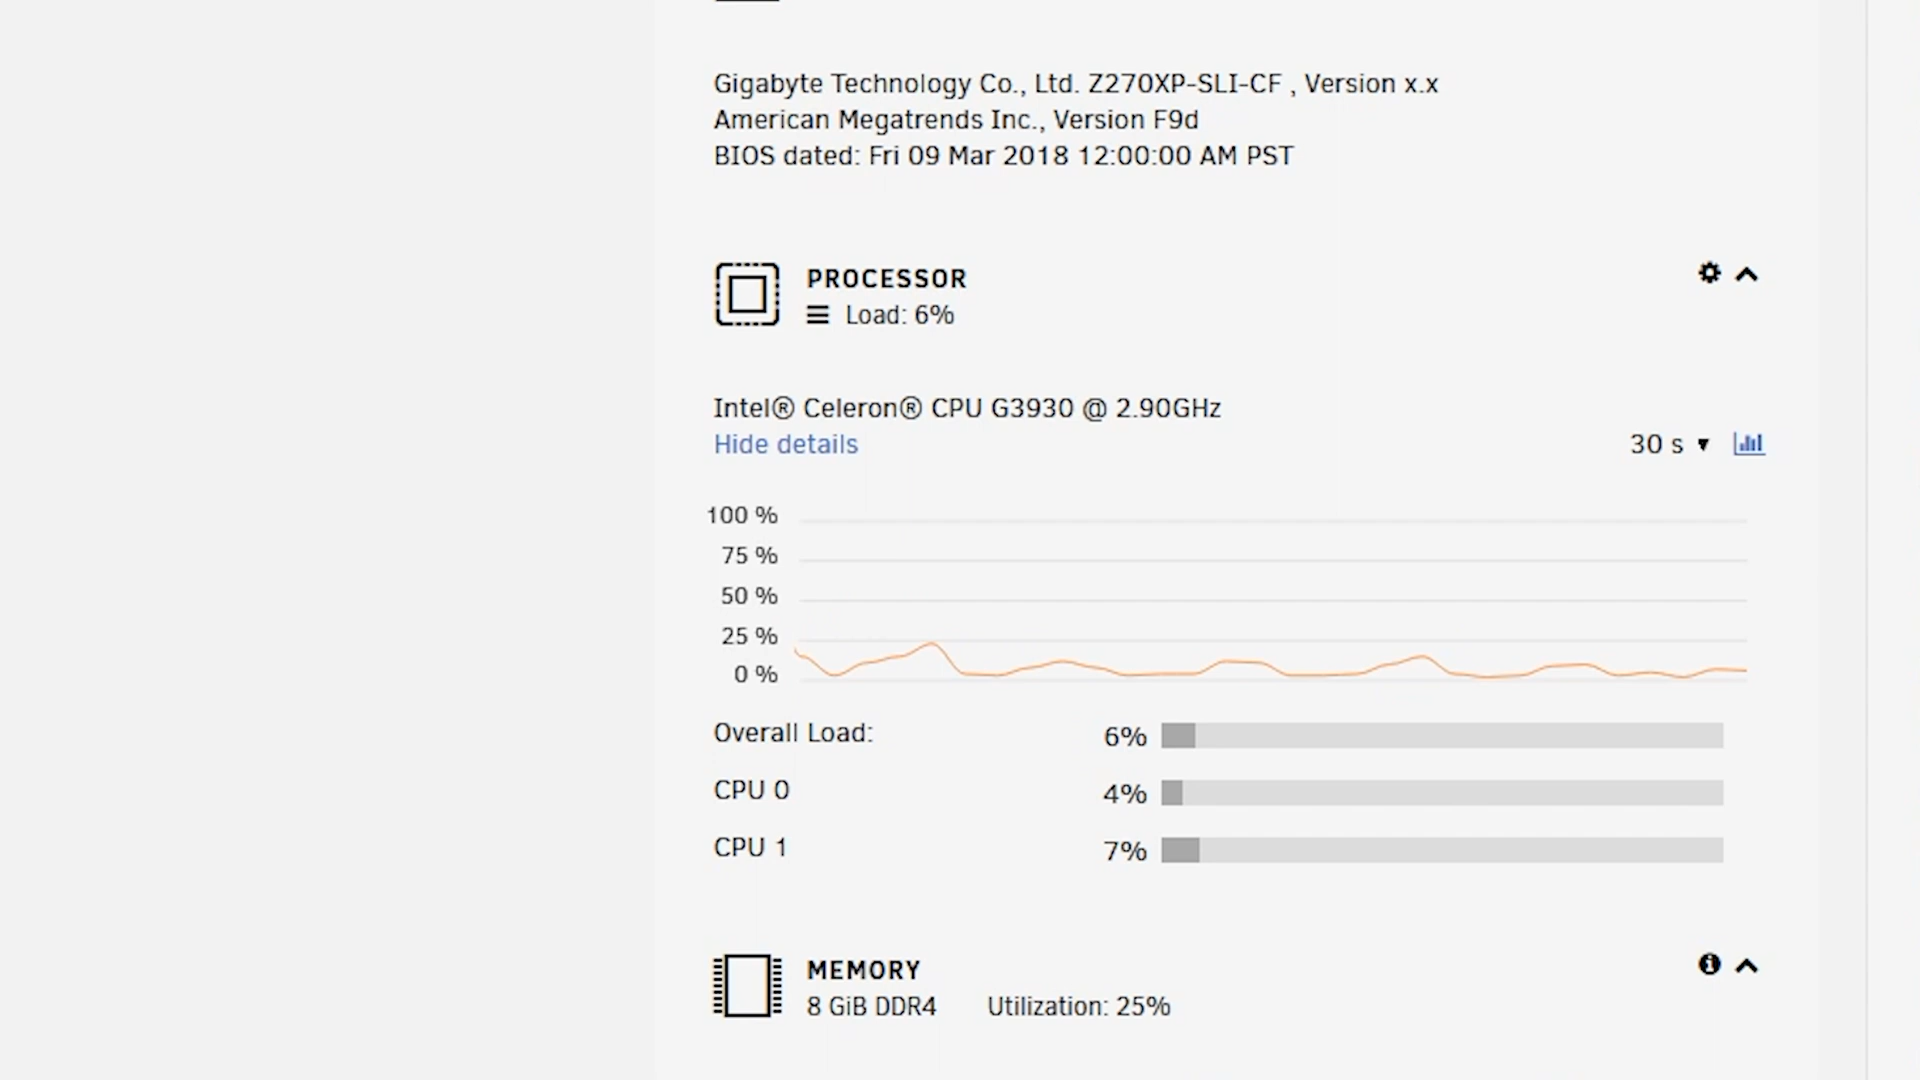 Gigabyte Technology Co., Ltd. Z270XP-SLI-CF , Version x.x
American Megatrends Inc., Version F9d
BIOS dated: Fri 09 Mar 2018 12:00:00 AM PST
PROCESSOR
Load: 6%
Intel® Celeron® CPU G3930 @ 2.90GHz
Hide details
30 s
100 %
75 %
50 %
25 %
0 %
Overall Load: 6%
CPU 0 4%
CPU 1 7%
MEMORY
8 GiB DDR4 Utilization: 25%